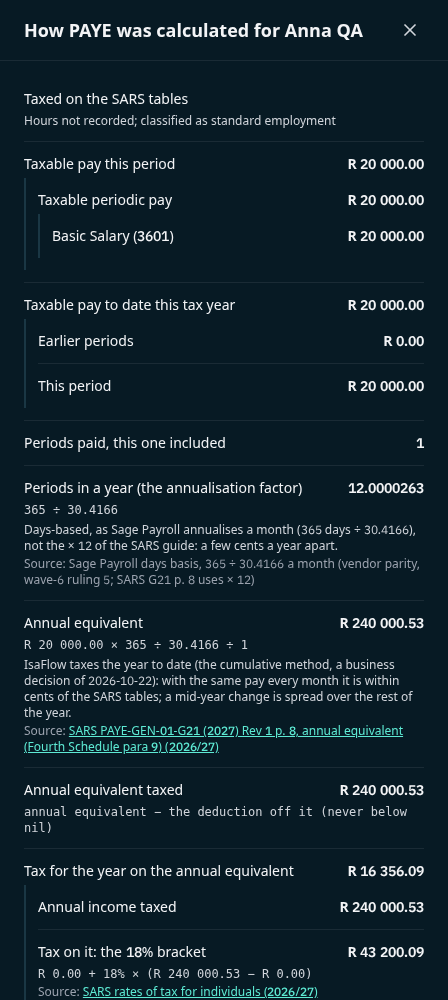 How PAYE was calculated for Anna QA
Taxed on the SARS tables
Hours not recorded; classified as standard employment
Taxable pay this period R 20 000.00
Taxable periodic pay R 20 000.00
Basic Salary (3601) R 20 000.00
Taxable pay to date this tax year R 20 000.00
Earlier periods R 0.00
This period R 20 000.00
Periods paid, this one included 1
Periods in a year (the annualisation factor) 12.0000263
365 ÷ 30.4166
Days-based, as Sage Payroll annualises a month (365 days ÷ 30.4166),
not the × 12 of the SARS guide: a few cents a year apart.
Source: Sage Payroll days basis, 365 ÷ 30.4166 a month (vendor parity,
wave-6 ruling 5; SARS G21 p. 8 uses × 12)
Annual equivalent R 240 000.53
R 20 000.00 × 365 ÷ 30.4166 ÷ 1
IsaFlow taxes the year to date (the cumulative method, a business
decision of 2026-10-22): with the same pay every month it is within
cents of the SARS tables; a mid-year change is spread over the rest of
the year.
Source: SARS PAYE-GEN-01-G21 (2027) Rev 1 p. 8, annual equivalent
(Fourth Schedule para 9) (2026/27)
Annual equivalent taxed R 240 000.53
annual equivalent − the deduction off it (never below
nil)
Tax for the year on the annual equivalent R 16 356.09
Annual income taxed R 240 000.53
Tax on it: the 18% bracket R 43 200.09
R 0.00 + 18% × (R 240 000.53 − R 0.00)
Source: SARS rates of tax for individuals (2026/27)